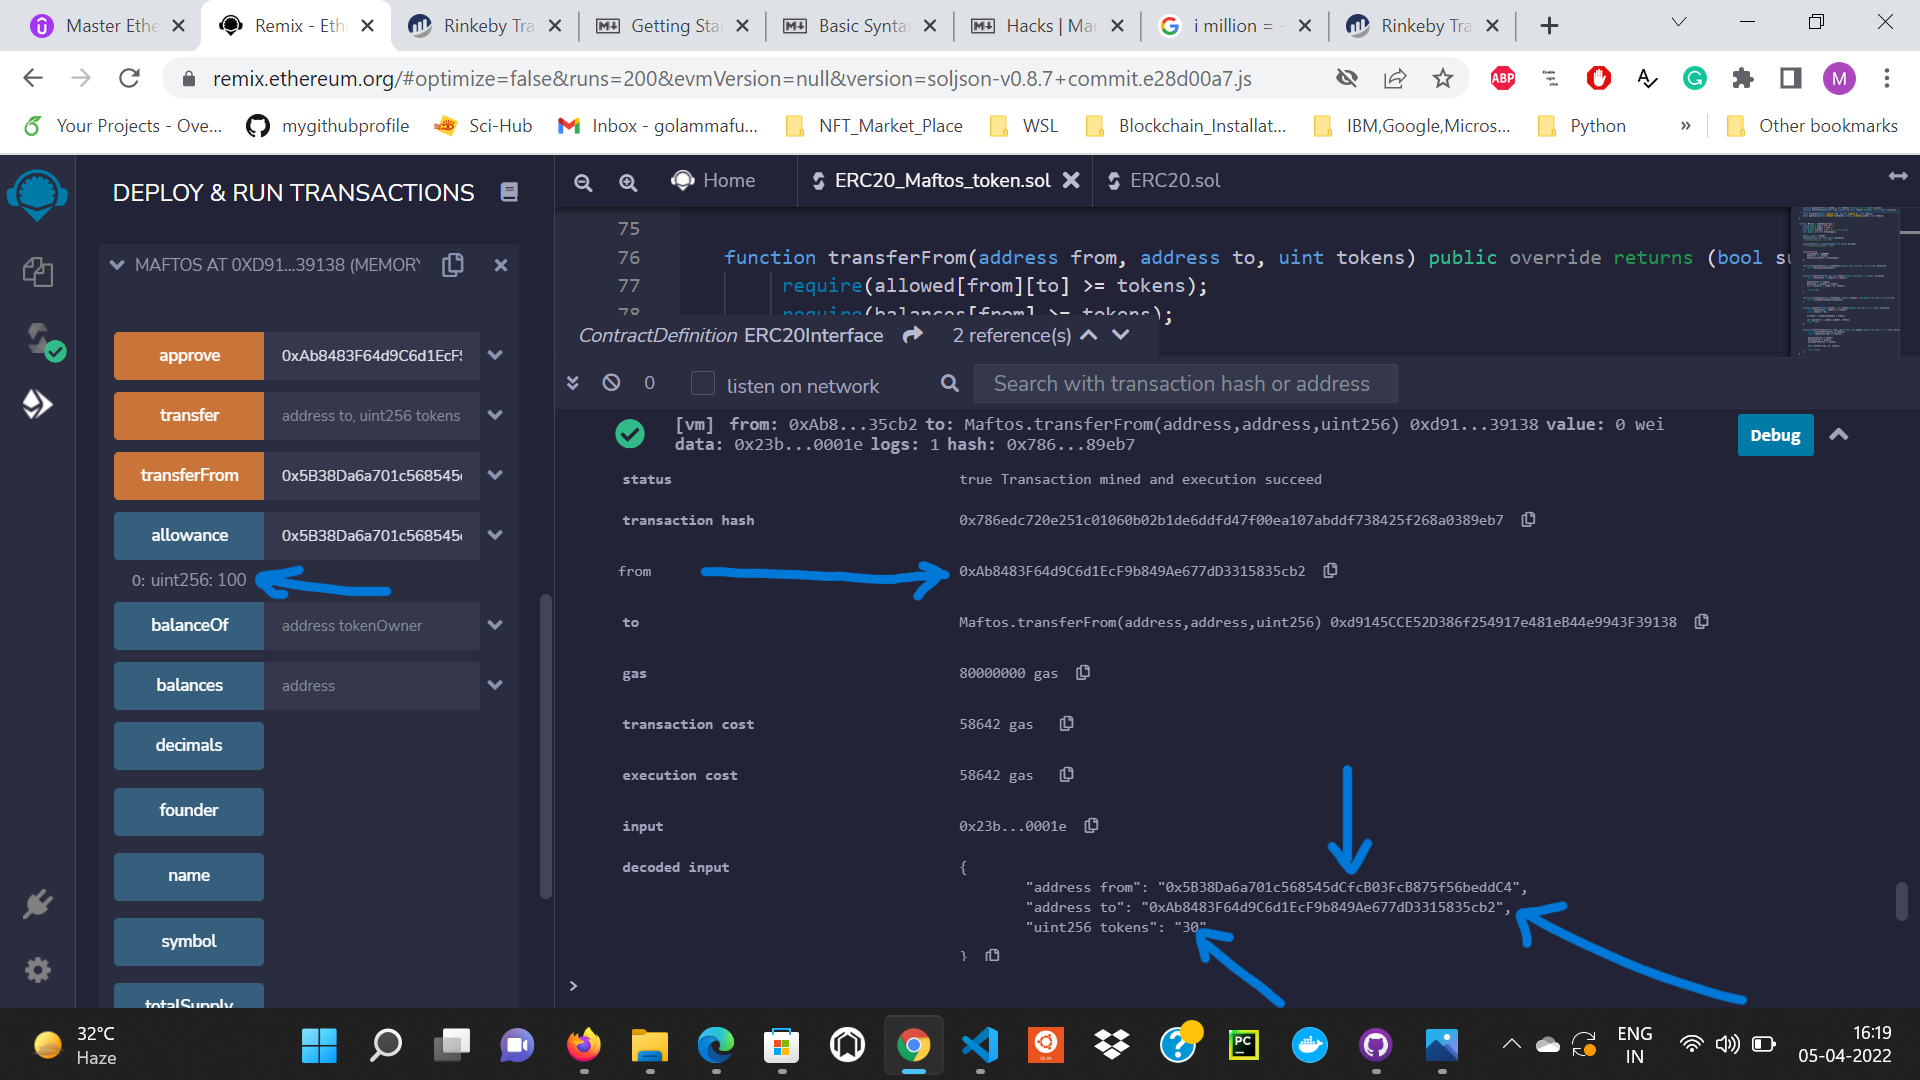 Master Ethe
Remix - Eth
Rinkeby Tra
Getting Sta
Basic Synta
Hacks | Mar
i million = -
Rinkeby Tra
remix.ethereum.org/#optimize=false&runs=200&evmVersion=null&version=soljson-v0.8.7+commit.e28d00a7.js
ABP
M
Your Projects - Ove...
mygithubprofile
Sci-Hub
Inbox - golammafu...
NFT_Market_Place
WSL
Blockchain_Installat...
IBM,Google,Micros...
Python
»
Other bookmarks
DEPLOY & RUN TRANSACTIONS
Home
ERC20_Maftos_token.sol
ERC20.sol
MAFTOS AT 0XD91...39138 (MEMORY
75
76 function transferFrom(address from, address to, uint tokens) public override returns (bool su
77 require(allowed[from][to] >= tokens);
78 require(balances[from] >= tokens);
ContractDefinition ERC20Interface 2 reference(s)
0 listen on network Search with transaction hash or address
approve 0xAb8483F64d9C6d1EcF9
transfer address to, uint256 tokens
transferFrom 0x5B38Da6a701c568545
allowance 0x5B38Da6a701c568545
0: uint256: 100
balanceOf address tokenOwner
balances address
decimals
founder
name
symbol
totalSupply
[vm] from: 0xAb8...35cb2 to: Maftos.transferFrom(address,address,uint256) 0xd91...39138 value: 0 wei
data: 0x23b...0001e logs: 1 hash: 0x786...89eb7
Debug
status true Transaction mined and execution succeed
transaction hash 0x786edc720e251c01060b02b1de6ddfd47f00ea107abddf738425f268a0389eb7
from 0xAb8483F64d9C6d1EcF9b849Ae677dD3315835cb2
to Maftos.transferFrom(address,address,uint256) 0xd9145CCE52D386f254917e481eB44e9943F39138
gas 80000000 gas
transaction cost 58642 gas
execution cost 58642 gas
input 0x23b...0001e
decoded input {
"address from": "0x5B38Da6a701c568545dCfcB03FcB875f56beddC4",
"address to": "0xAb8483F64d9C6d1EcF9b849Ae677dD3315835cb2",
"uint256 tokens": "30"
}
>
32°C
Haze
PC
?
ENG
IN
16:19
05-04-2022